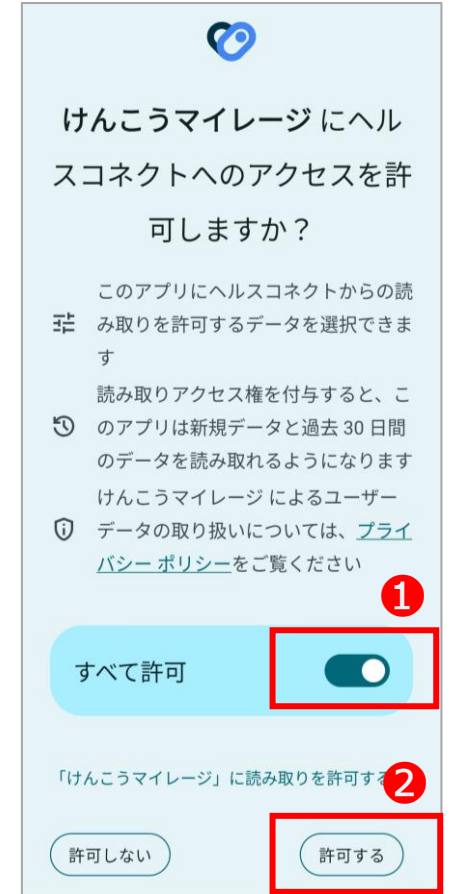 けんこうマイレージ にヘル
スコネクトへのアクセスを許
可しますか？
このアプリにヘルスコネクトからの読
み取りを許可するデータを選択できま
す
読み取りアクセス権を付与すると、こ
のアプリは新規データと過去 30 日間
のデータを読み取れるようになります
けんこうマイレージ によるユーザー
データの取り扱いについては、プライ
バシー ポリシーをご覧ください
1
すべて許可
「けんこうマイレージ」に読み取りを許可す
2
許可しない
許可する